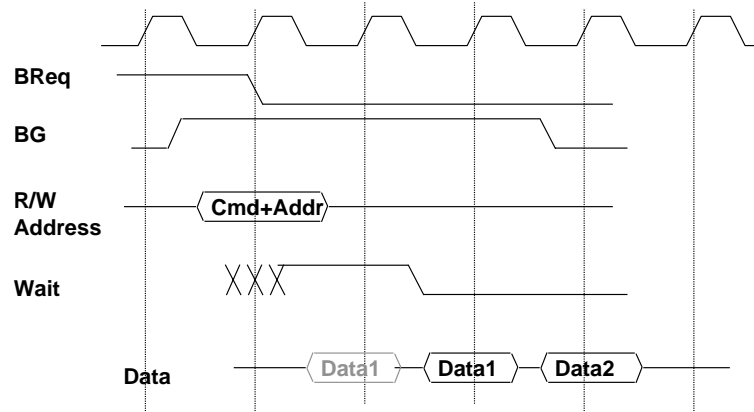 BReq
BG
R/W
Address
Cmd+Addr
Wait
Data
Data1
Data1
Data2